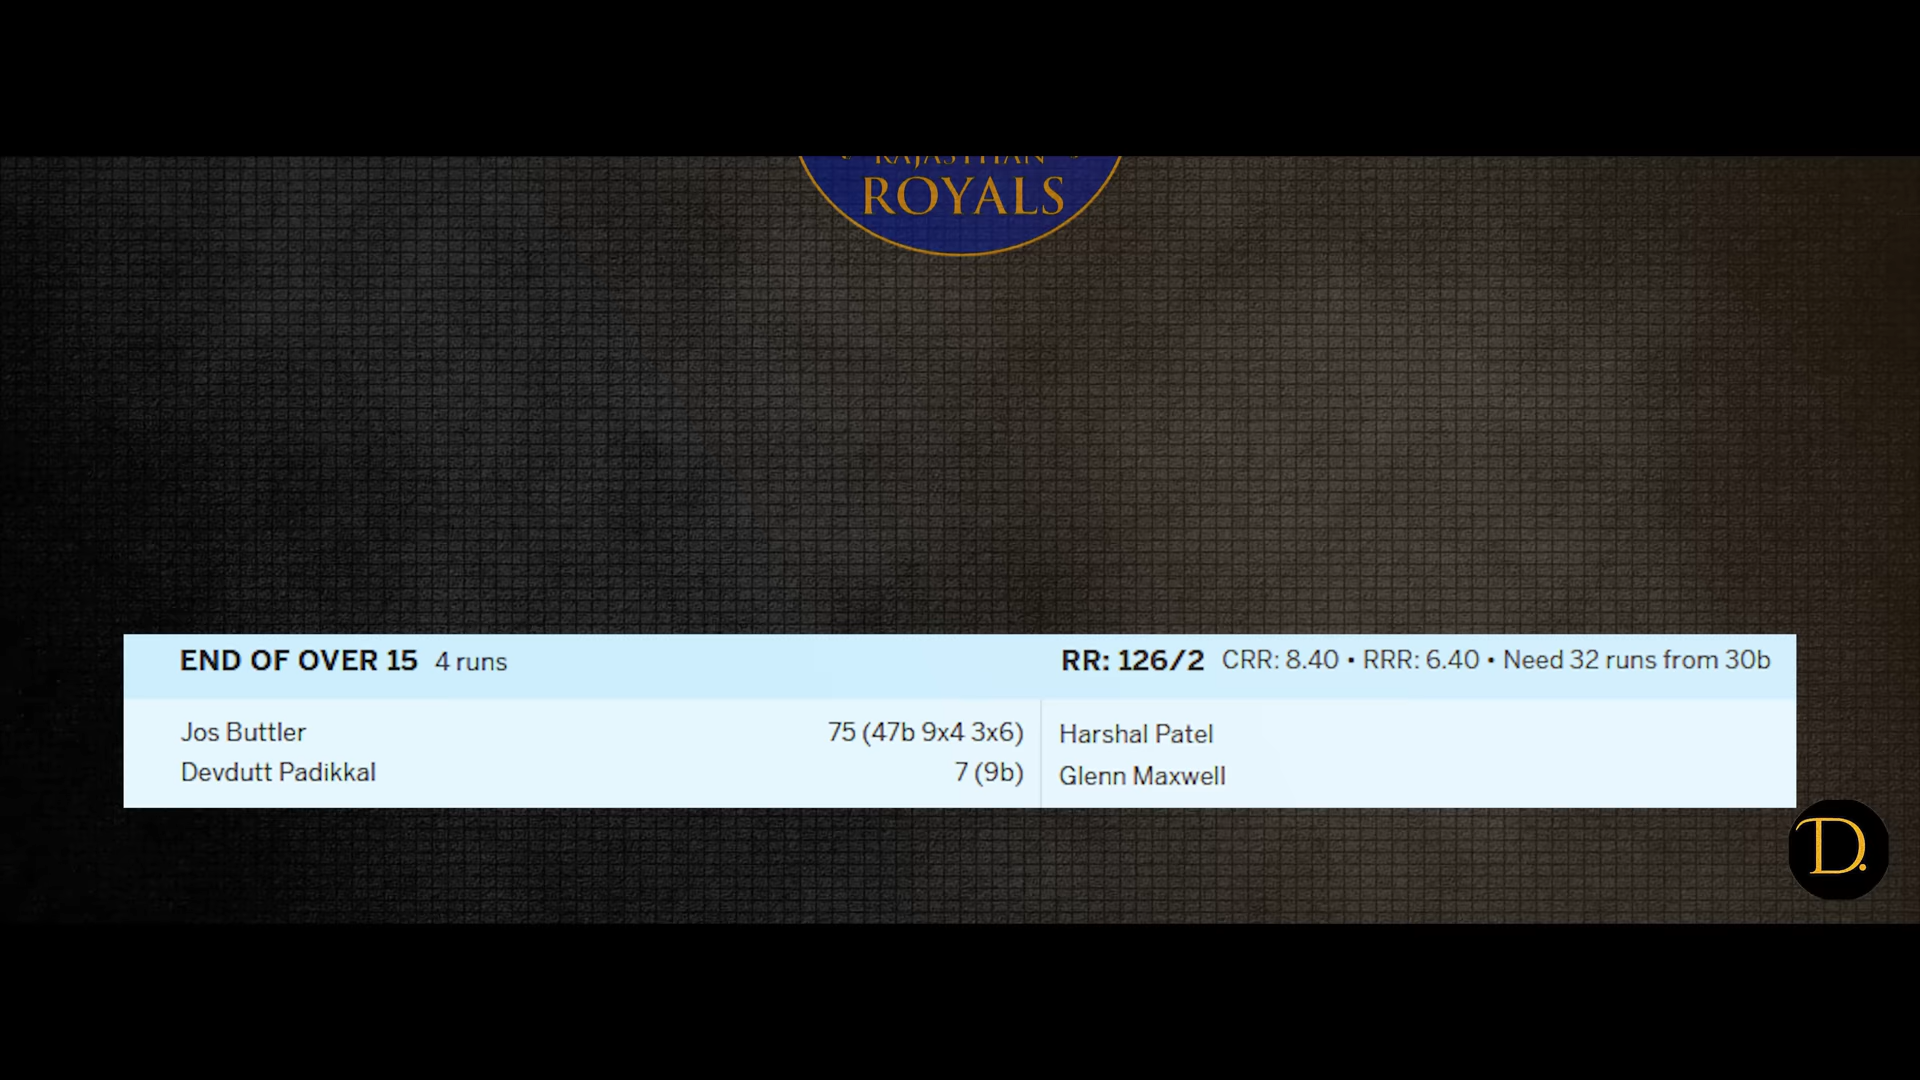 RAJASTHAN
ROYALS
END OF OVER 15 4 runs
RR: 126/2 CRR: 8.40 • RRR: 6.40 • Need 32 runs from 30b
Jos Buttler 75 (47b 9x4 3x6)
Devdutt Padikkal 7 (9b)
Harshal Patel
Glenn Maxwell
D.